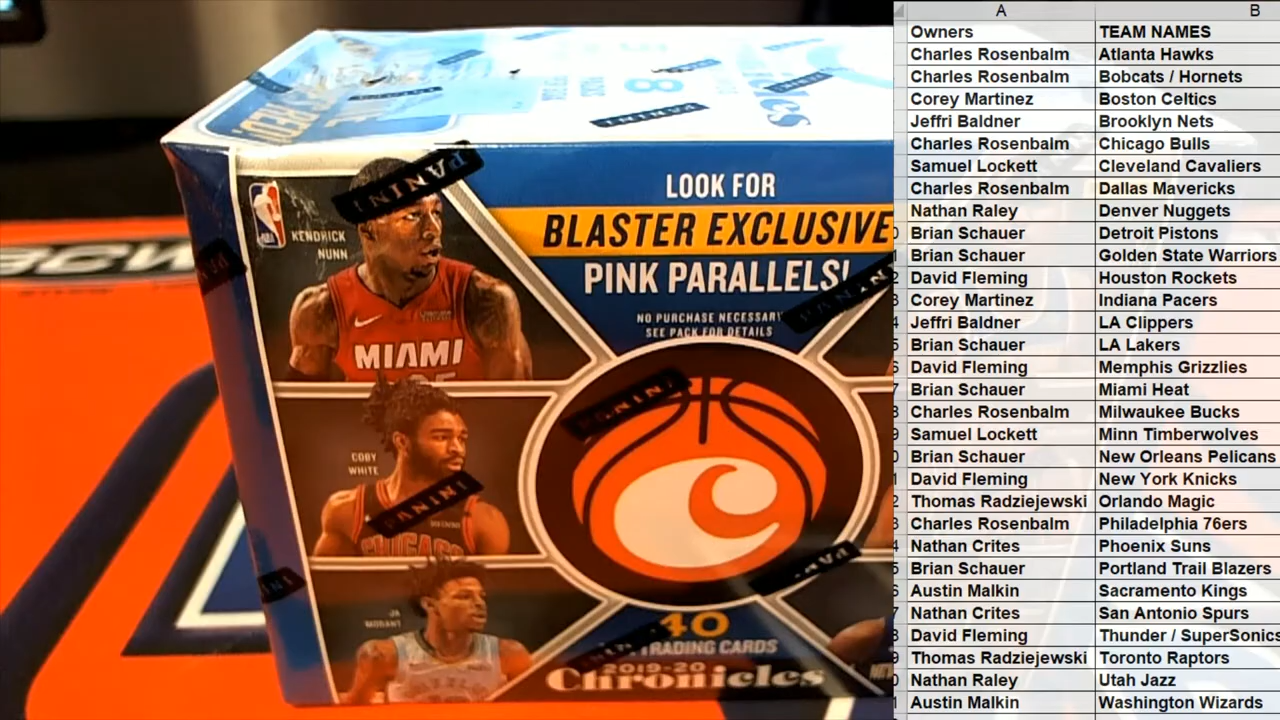 BCW
8
PANINI
PANINI
NBA
KENDRICK
NUNN
LOOK FOR
BLASTER EXCLUSIVE
PINK PARALLELS!
NO PURCHASE NECESSARY
SEE PACK FOR DETAILS
MIAMI
PANINI
PANINI
COBY
WHITE
PANINI
CHICAGO
JA
MORANT
40
TRADING CARDS
2019-20
Chronicles
A B
Owners TEAM NAMES
Charles Rosenbalm Atlanta Hawks
Charles Rosenbalm Bobcats / Hornets
Corey Martinez Boston Celtics
Jeffri Baldner Brooklyn Nets
Charles Rosenbalm Chicago Bulls
Samuel Lockett Cleveland Cavaliers
Charles Rosenbalm Dallas Mavericks
Nathan Raley Denver Nuggets
Brian Schauer Detroit Pistons
Brian Schauer Golden State Warriors
David Fleming Houston Rockets
Corey Martinez Indiana Pacers
Jeffri Baldner LA Clippers
Brian Schauer LA Lakers
David Fleming Memphis Grizzlies
Brian Schauer Miami Heat
Charles Rosenbalm Milwaukee Bucks
Samuel Lockett Minn Timberwolves
Brian Schauer New Orleans Pelicans
David Fleming New York Knicks
Thomas Radziejewski Orlando Magic
Charles Rosenbalm Philadelphia 76ers
Nathan Crites Phoenix Suns
Brian Schauer Portland Trail Blazers
Austin Malkin Sacramento Kings
Nathan Crites San Antonio Spurs
David Fleming Thunder / SuperSonics
Thomas Radziejewski Toronto Raptors
Nathan Raley Utah Jazz
Austin Malkin Washington Wizards